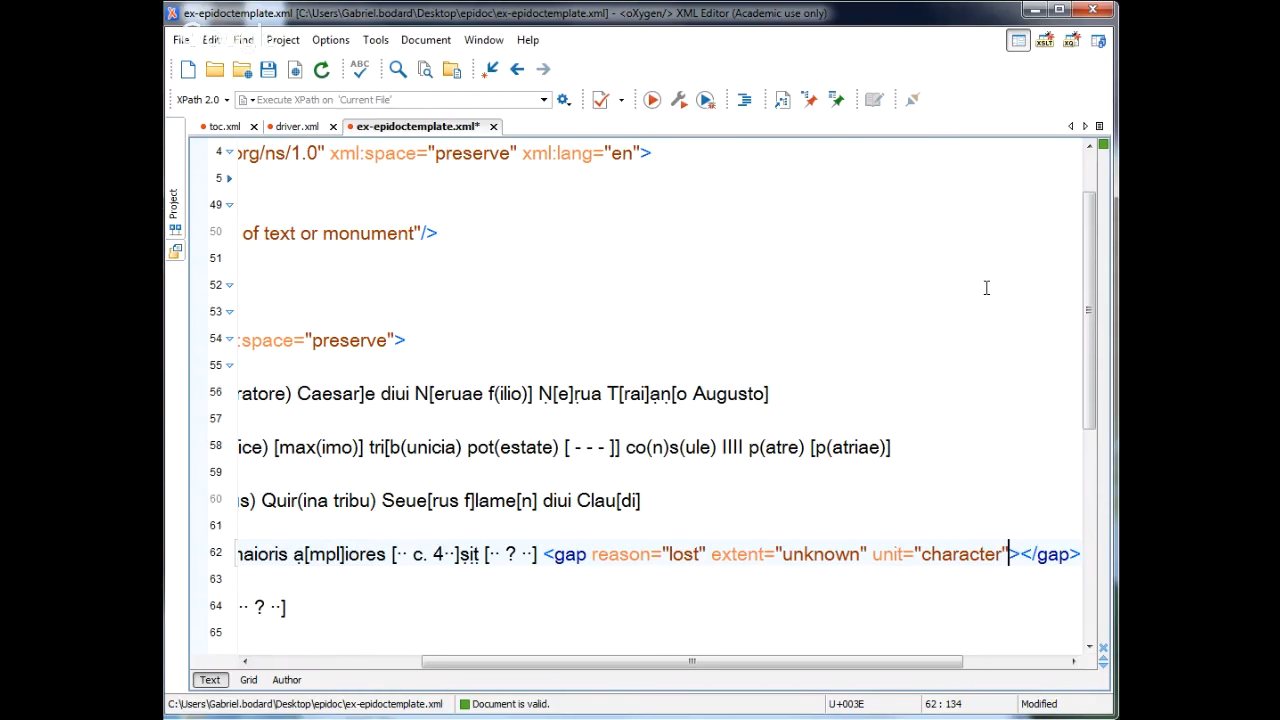 ex-epidoctemplate.xml [C:\Users\Gabriel.bodard\Desktop\epidoc\ex-epidoctemplate.xml] - <oXygen/> XML Editor (Academic use only)
File Edit Find Project Options Tools Document Window Help
ABC XSLT XQ
XPath 2.0 Execute XPath on 'Current File'
toc.xml driver.xml ex-epidoctemplate.xml*
Project
4 org/ns/1.0" xml:space="preserve" xml:lang="en">
5
49
50 of text or monument"/>
51
52
53
54 :space="preserve">
55
56 ratore) Caesar]e diui N[eruae f(ilio)] Ṇ[e]ṛua T[rai]ạṇ[o Augusto]
57
58 ice) [max(imo)] tri[b(unicia) pot(estate) [ - - - ]] co(n)s(ule) IIII p(atre) [p(atriae)]
59
60 s) Quir(ina tribu) Seue[rus f]lame[n] diui Clau[di]
61
62 naioris ạ[mpl]iores [·· c. 4··]ṣịṭ [·· ? ··] <gap reason="lost" extent="unknown" unit="character"></gap>
63
64 ·· ? ··]
65
Text Grid Author
C:\Users\Gabriel.bodard\Desktop\epidoc\ex-epidoctemplate.xml Document is valid. U+003E 62 : 134 Modified